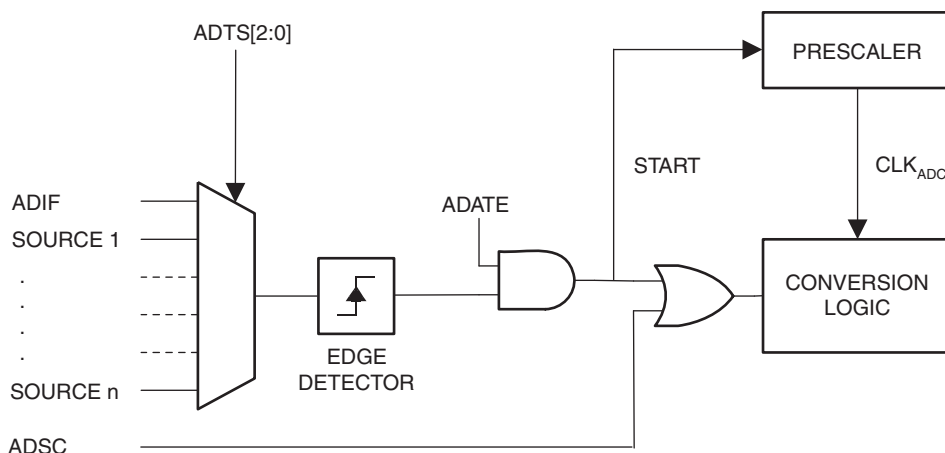 ADTS[2:0]
PRESCALER
START
CLKADC
ADIF
ADATE
SOURCE 1
.
.
.
.
CONVERSION
LOGIC
EDGE
DETECTOR
SOURCE n
ADSC